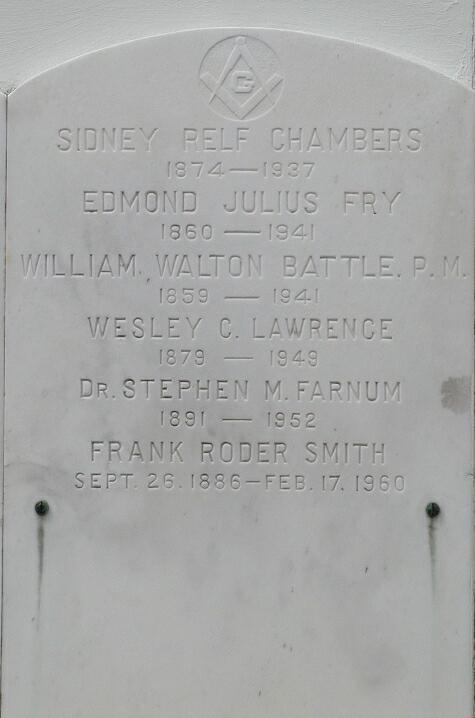 G
SIDNEY RELF CHAMBERS
1874 — 1937
EDMOND JULIUS FRY
1860 — 1941
WILLIAM WALTON BATTLE, P.M.
1859 — 1941
WESLEY C. LAWRENCE
1879 — 1949
DR. STEPHEN M. FARNUM
1891 — 1952
FRANK RODER SMITH
SEPT. 26. 1886 — FEB. 17. 1960